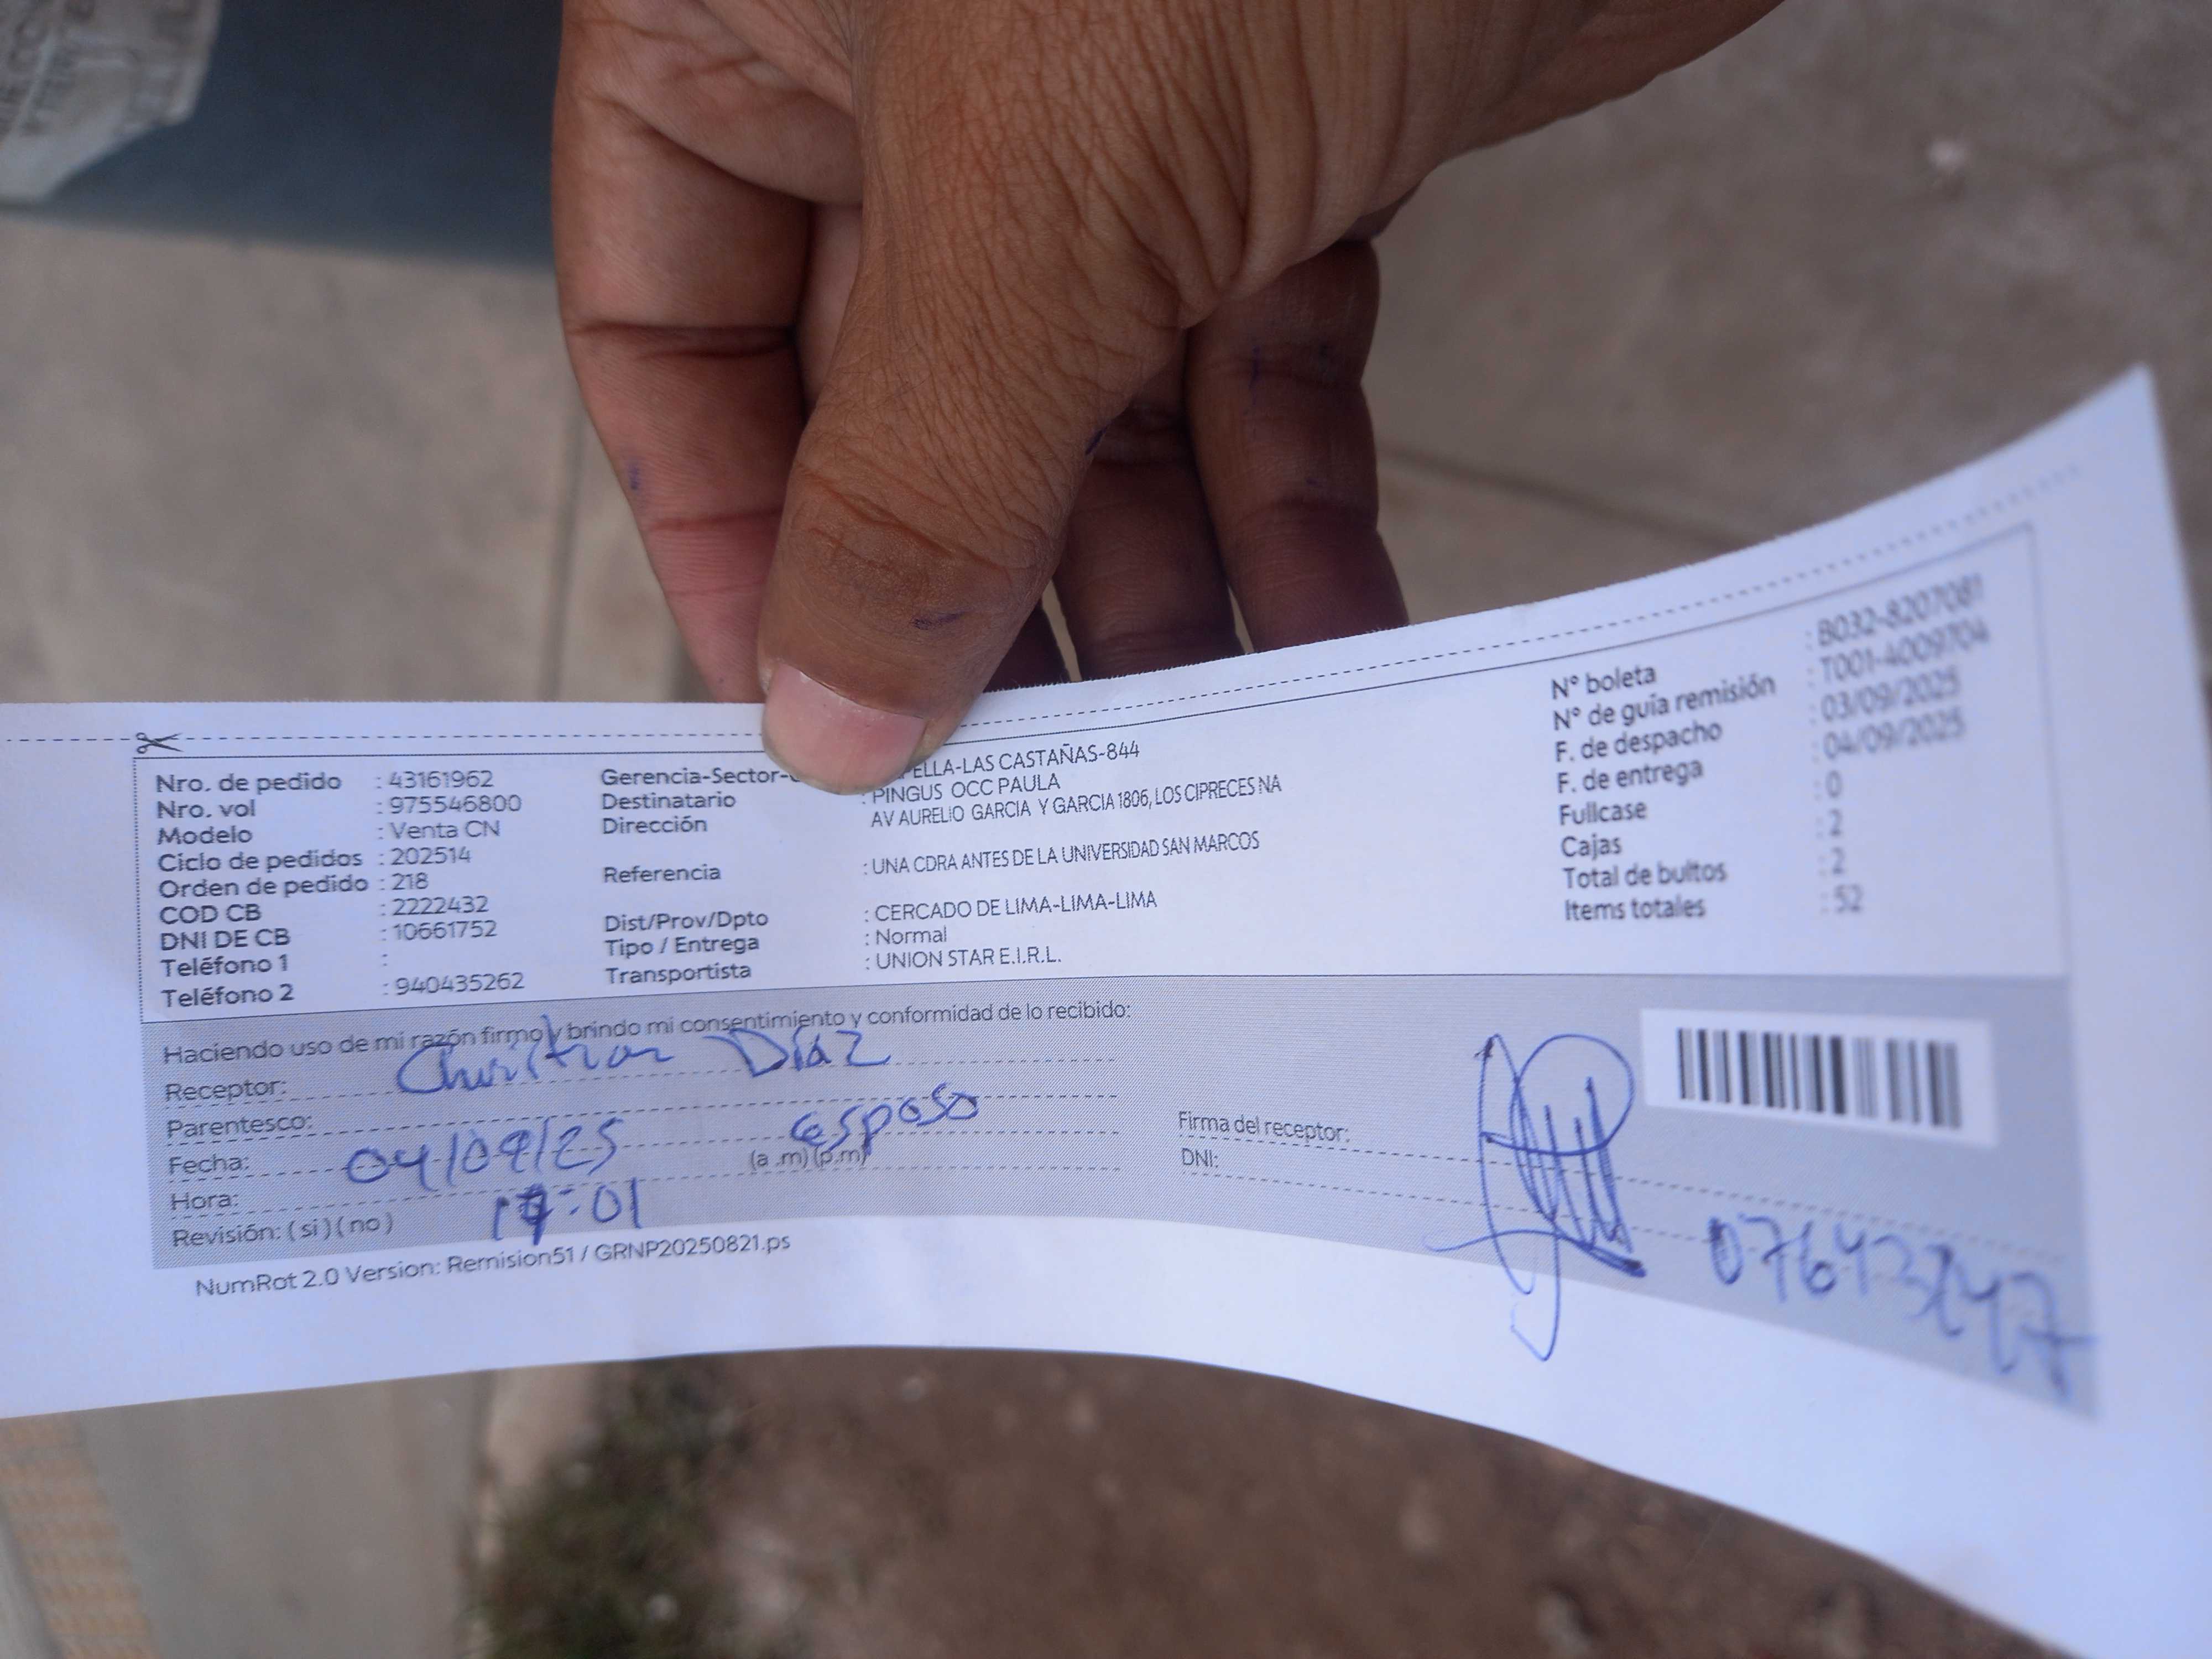 Nro. de pedido : 43161962
Nro. vol : 975546800
Modelo : Venta CN
Ciclo de pedidos : 202514
Orden de pedido : 218
COD CB : 2222432
DNI DE CB : 10661752
Teléfono 1 :
Teléfono 2 : 940435262
Gerencia-Sector- PELLA-LAS CASTAÑAS-844
Destinatario : PINGUS OCC PAULA
Dirección AV AURELIO GARCIA Y GARCIA 1806, LOS CIPRECES NA
Referencia : UNA CDRA ANTES DE LA UNIVERSIDAD SAN MARCOS
Dist/Prov/Dpto : CERCADO DE LIMA-LIMA-LIMA
Tipo / Entrega : Normal
Transportista : UNION STAR E.I.R.L.
N° boleta : B032-8207081
N° de guía remisión : T001-4009704
F. de despacho : 03/09/2025
F. de entrega : 04/09/2025
Fullcase : 0
Cajas : 2
Total de bultos : 2
Items totales : 52
Haciendo uso de mi razón firmo y brindo mi consentimiento y conformidad de lo recibido:
Receptor: Christian Díaz
Parentesco: esposo
Fecha: 04/09/25
Hora: 17:01 (a .m) (p.m)
Revisión: ( si ) ( no )
Firma del receptor:
DNI:
NumRot 2.0 Version: Remision51 / GRNP20250821.ps